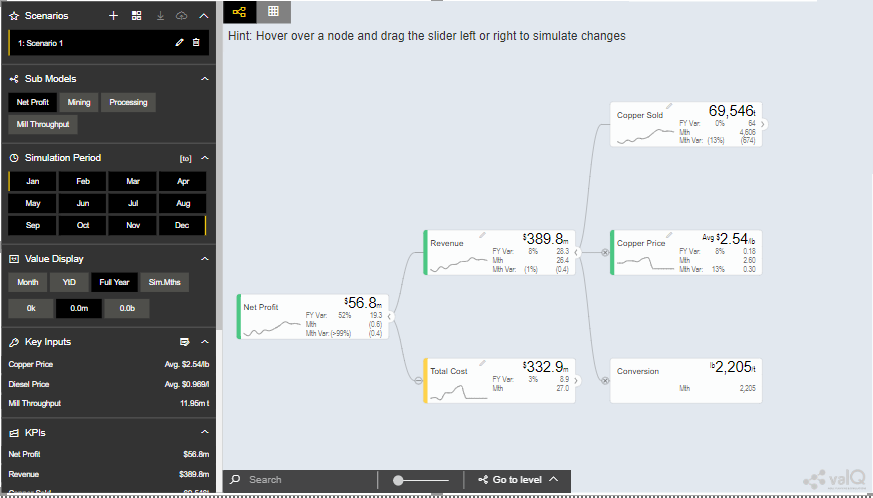 Scenarios
1: Scenario 1
Sub Models
Net Profit Mining Processing
Mill Throughput
Simulation Period [to]
Jan Feb Mar Apr
May Jun Jul Aug
Sep Oct Nov Dec
Value Display
Month YtD Full Year Sim.Mths
0k 0.0m 0.0b
Key Inputs
Copper Price Avg. $2.54/lb
Diesel Price Avg. $0.969/l
Mill Throughput 11.95m t
KPIs
Net Profit $56.8m
Revenue $389.8m
Hint: Hover over a node and drag the slider left or right to simulate changes
Net Profit $56.8m
FY Var: 52% 19.3
Mth (0.6)
Mth Var: (>99%) (0.4)
Revenue $389.8m
FY Var: 8% 28.3
Mth 26.4
Mth Var: (1%) (0.4)
Total Cost $332.9m
FY Var: 3% 8.9
Mth 27.0
Copper Sold 69,546t
FY Var: 0% 64
Mth 4,606
Mth Var: (13%) (674)
Copper Price Avg $2.54/lb
FY Var: 8% 0.18
Mth 2.60
Mth Var: 13% 0.30
Conversion lb2,205/t
Mth 2,205
Search
Go to level
valQ